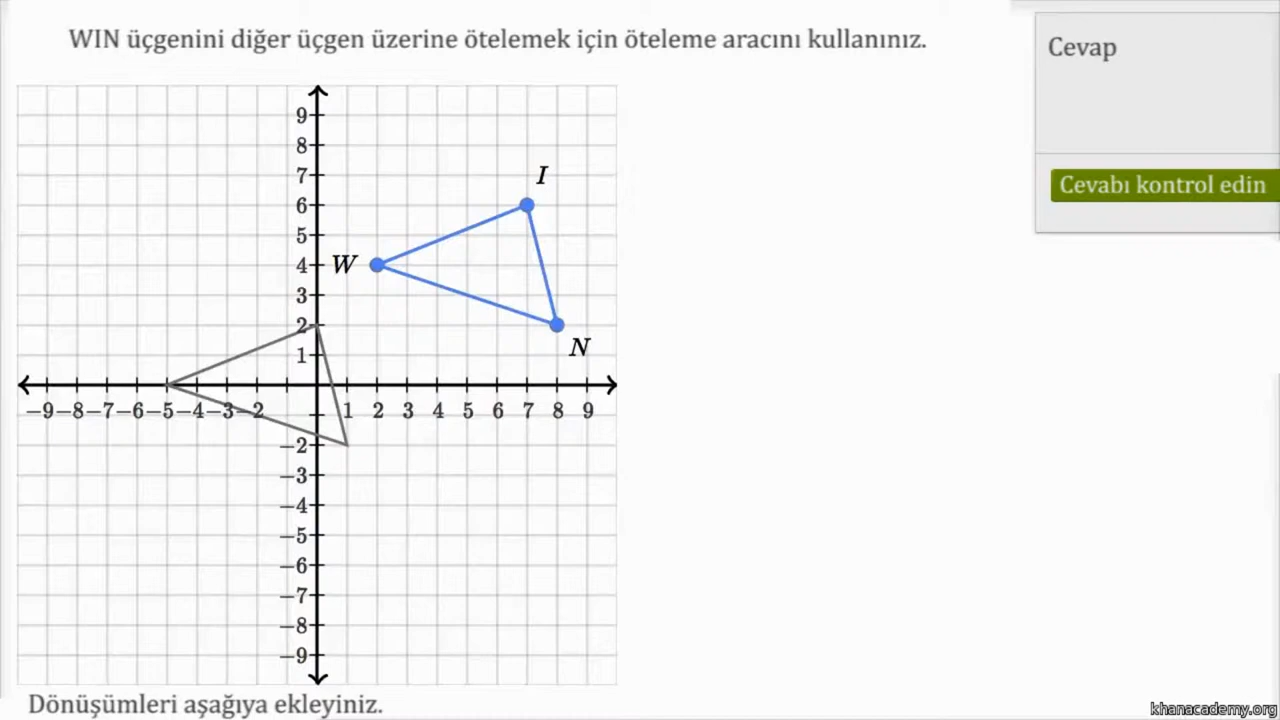 WIN üçgenini diğer üçgen üzerine ötelemek için öteleme aracını kullanınız.
Cevap
Cevabı kontrol edin
9
8
7
6
5
4
3
2
1
I
W
N
−9 −8 −7 −6 −5 −4 −3 −2 1 2 3 4 5 6 7 8 9
−2
−3
−4
−5
−6
−7
−8
−9
Dönüşümleri aşağıya ekleyiniz.
khanacademy.org